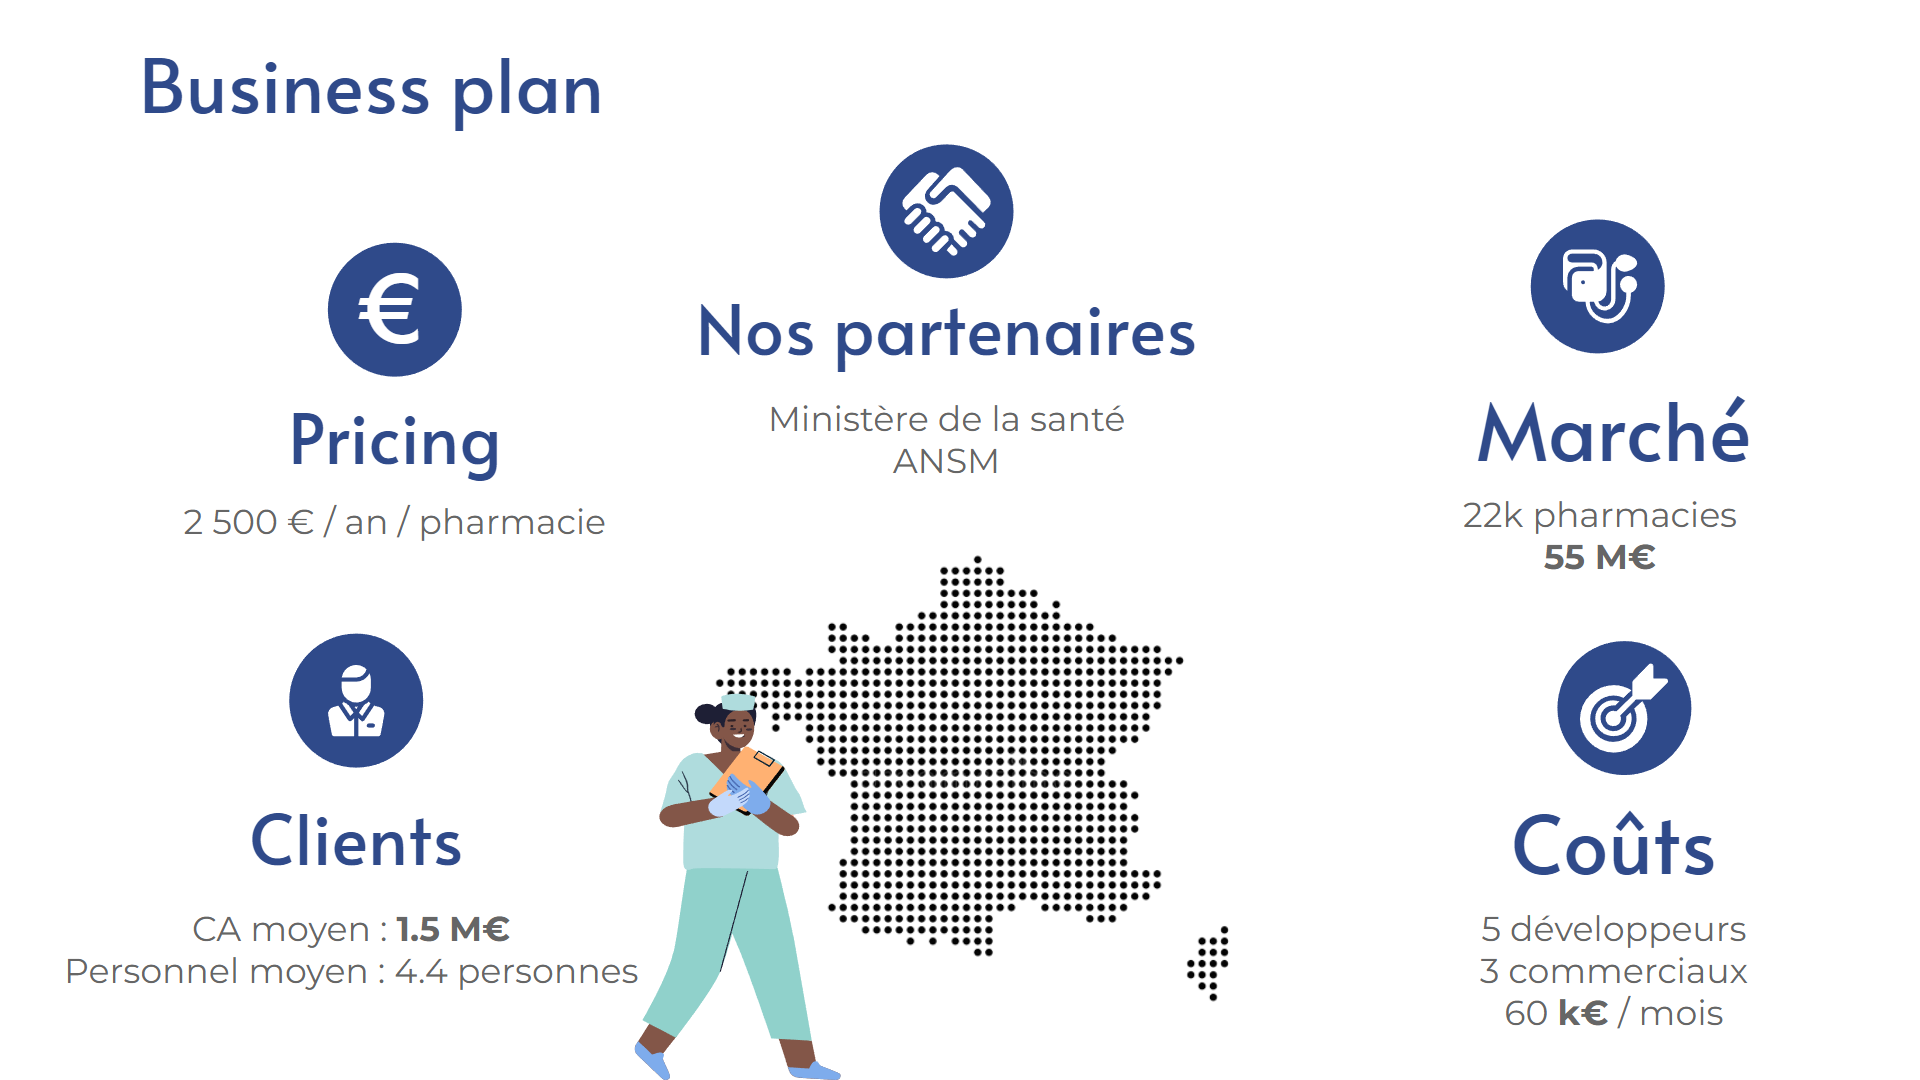 Business plan
€
Pricing
2 500 € / an / pharmacie
Nos partenaires
Ministère de la santé
ANSM
Marché
22k pharmacies
55 M€
Clients
CA moyen : 1.5 M€
Personnel moyen : 4.4 personnes
Coûts
5 développeurs
3 commerciaux
60 k€ / mois